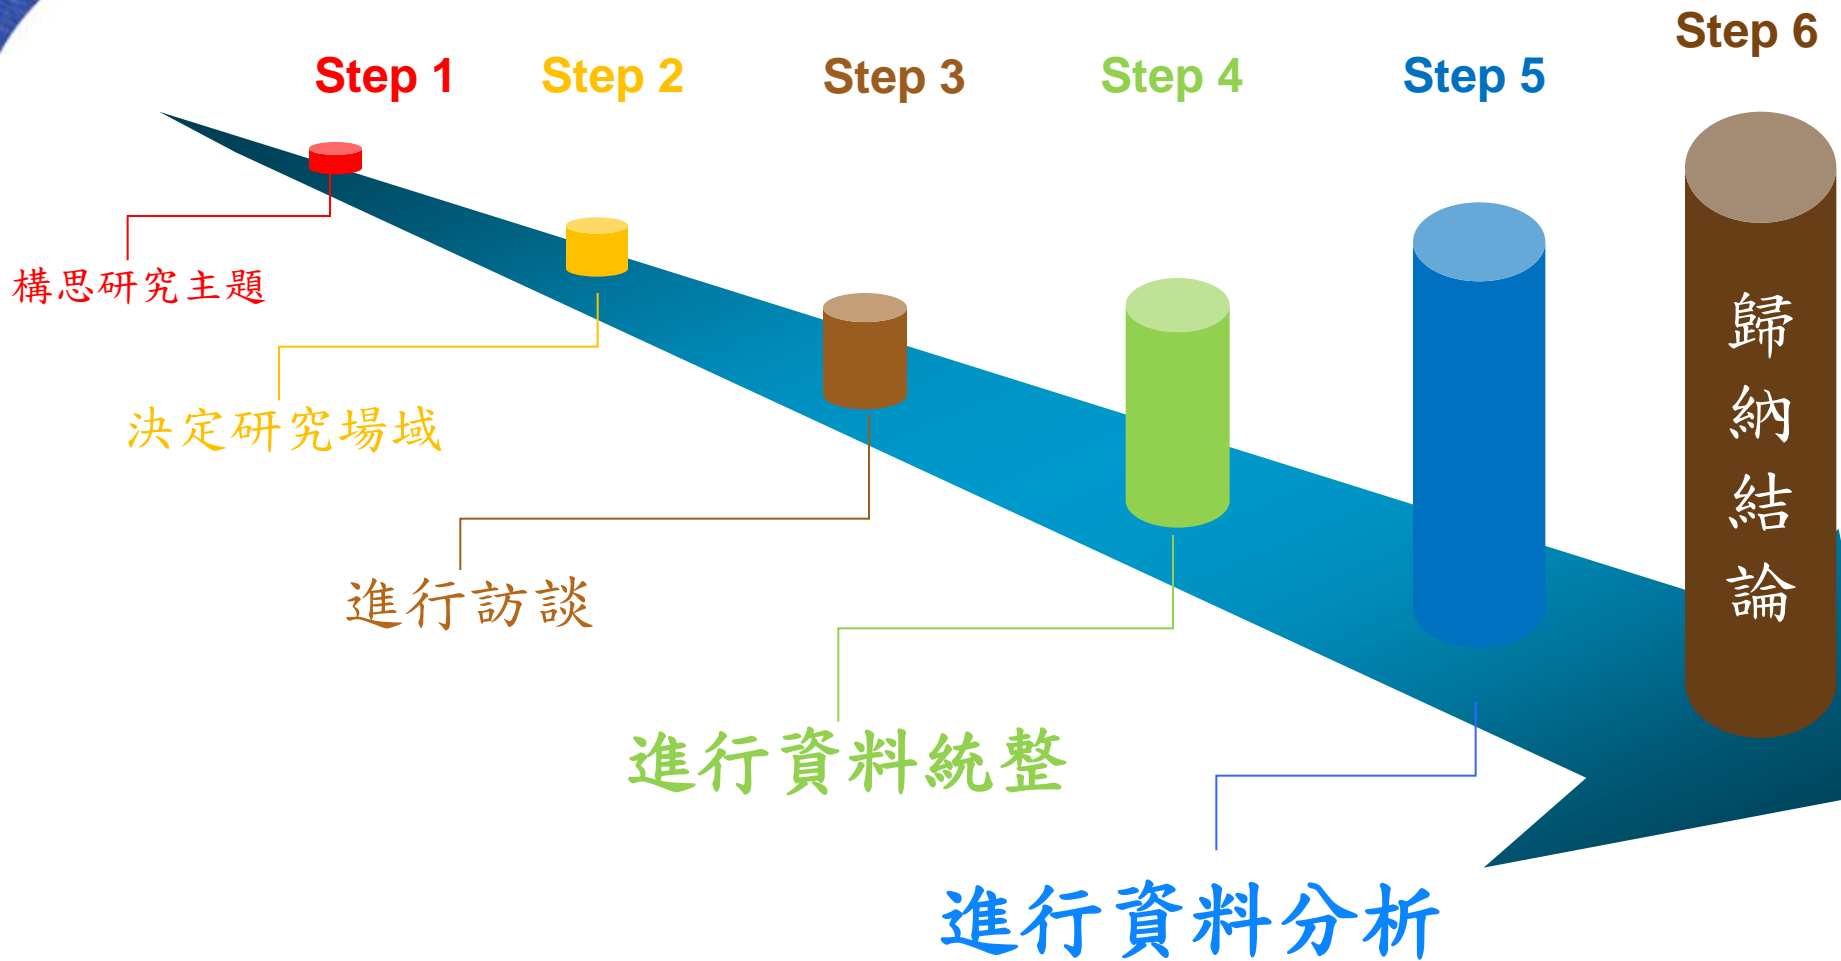 Step 1
Step 2
Step 3
Step 4
Step 5
Step 6
構思研究主題
決定研究場域
進行訪談
進行資料統整
進行資料分析
歸納結論